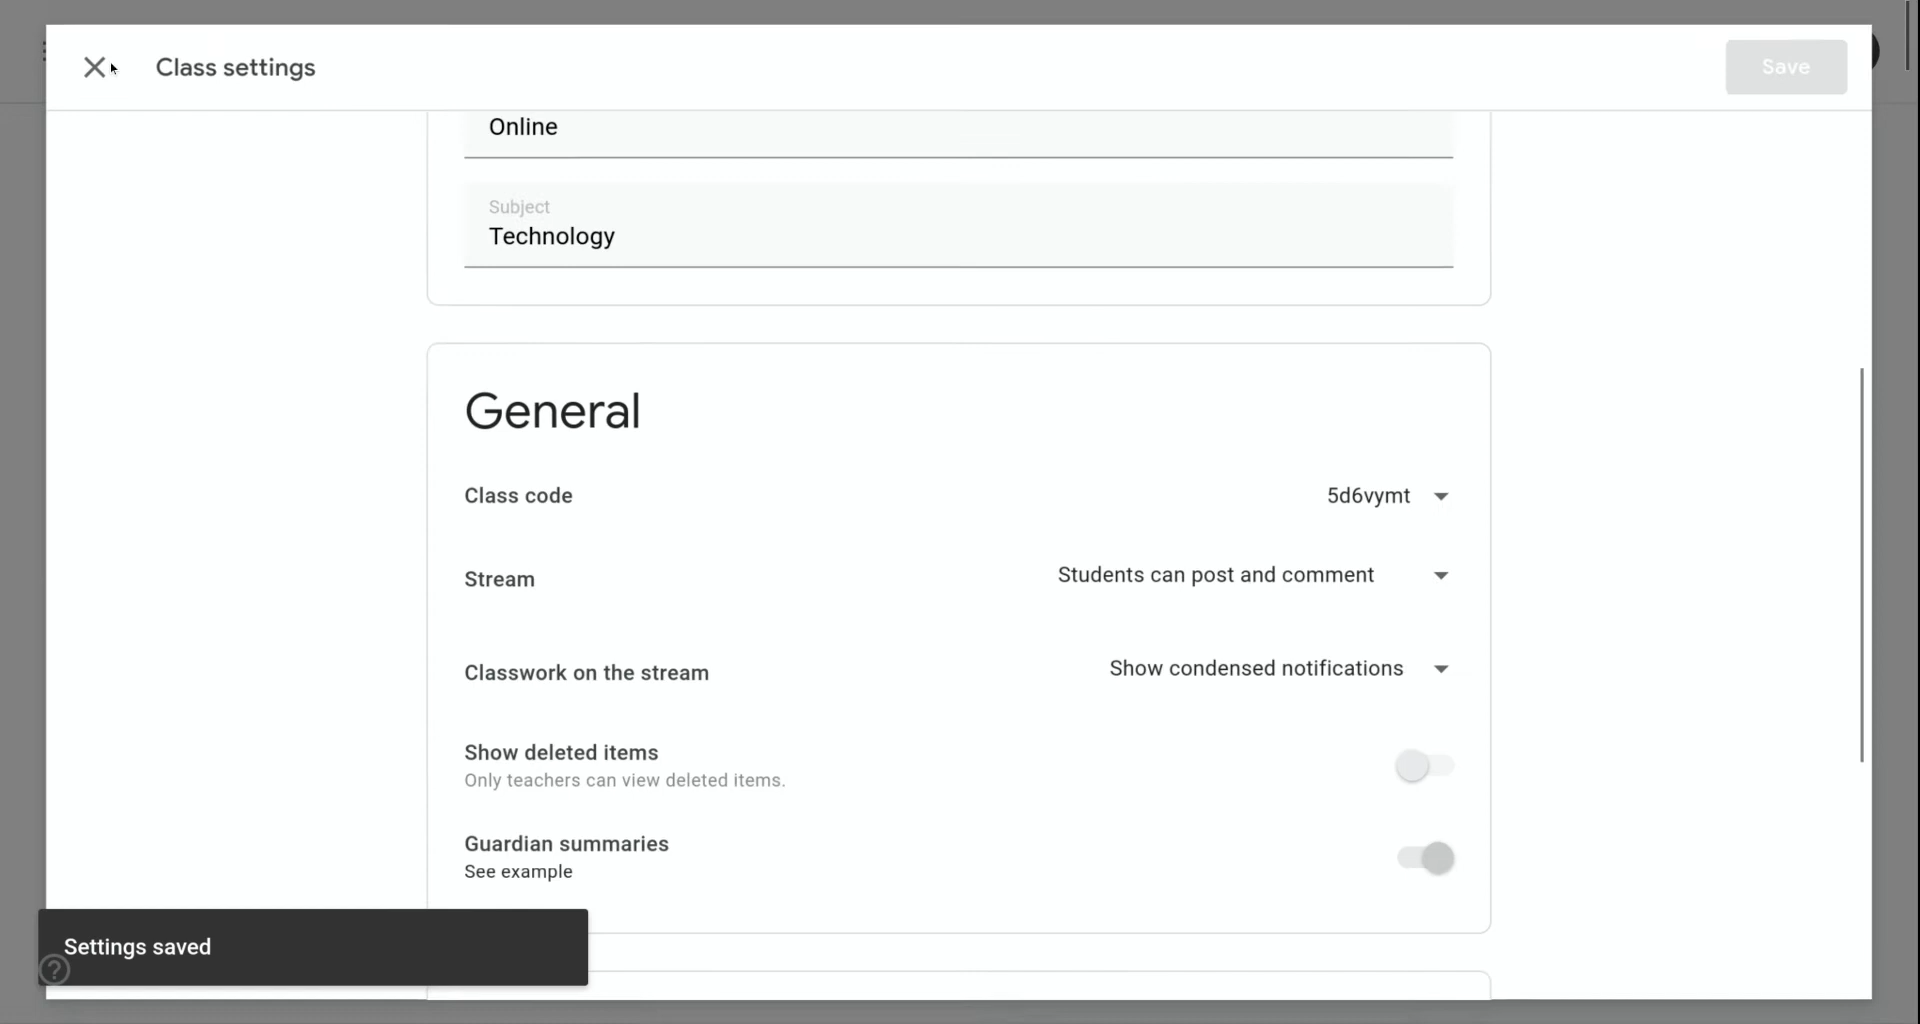 Class settings
Save
Online
Subject
Technology
General
Class code
5d6vymt
Stream
Students can post and comment
Classwork on the stream
Show condensed notifications
Show deleted items
Only teachers can view deleted items.
Guardian summaries
See example
Settings saved
?